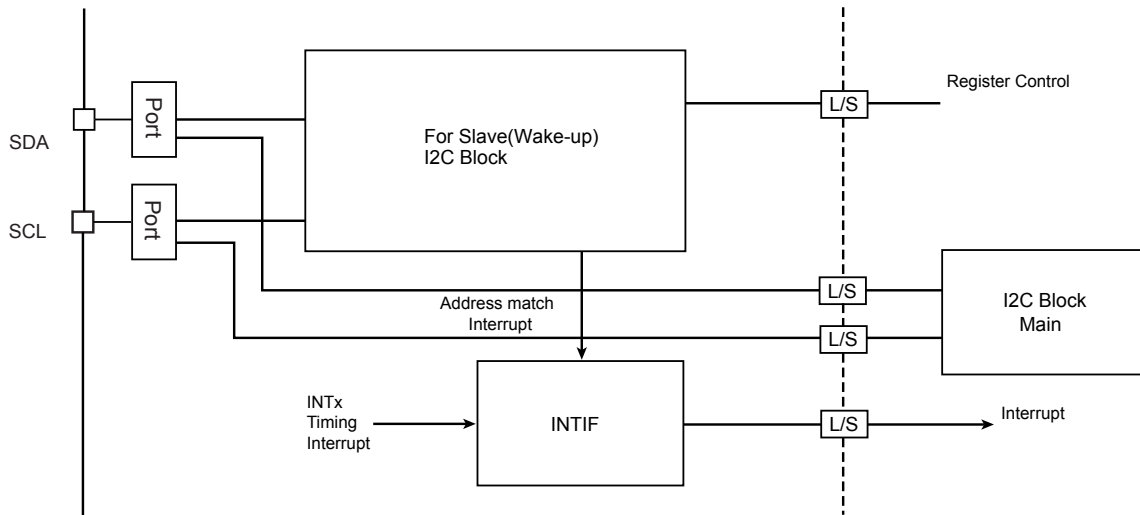 Register Control
L/S
Port
SDA
For Slave(Wake-up)
I2C Block
Port
SCL
L/S
I2C Block
Main
Address match
Interrupt
L/S
INTx
Timing
Interrupt
INTIF
L/S
Interrupt